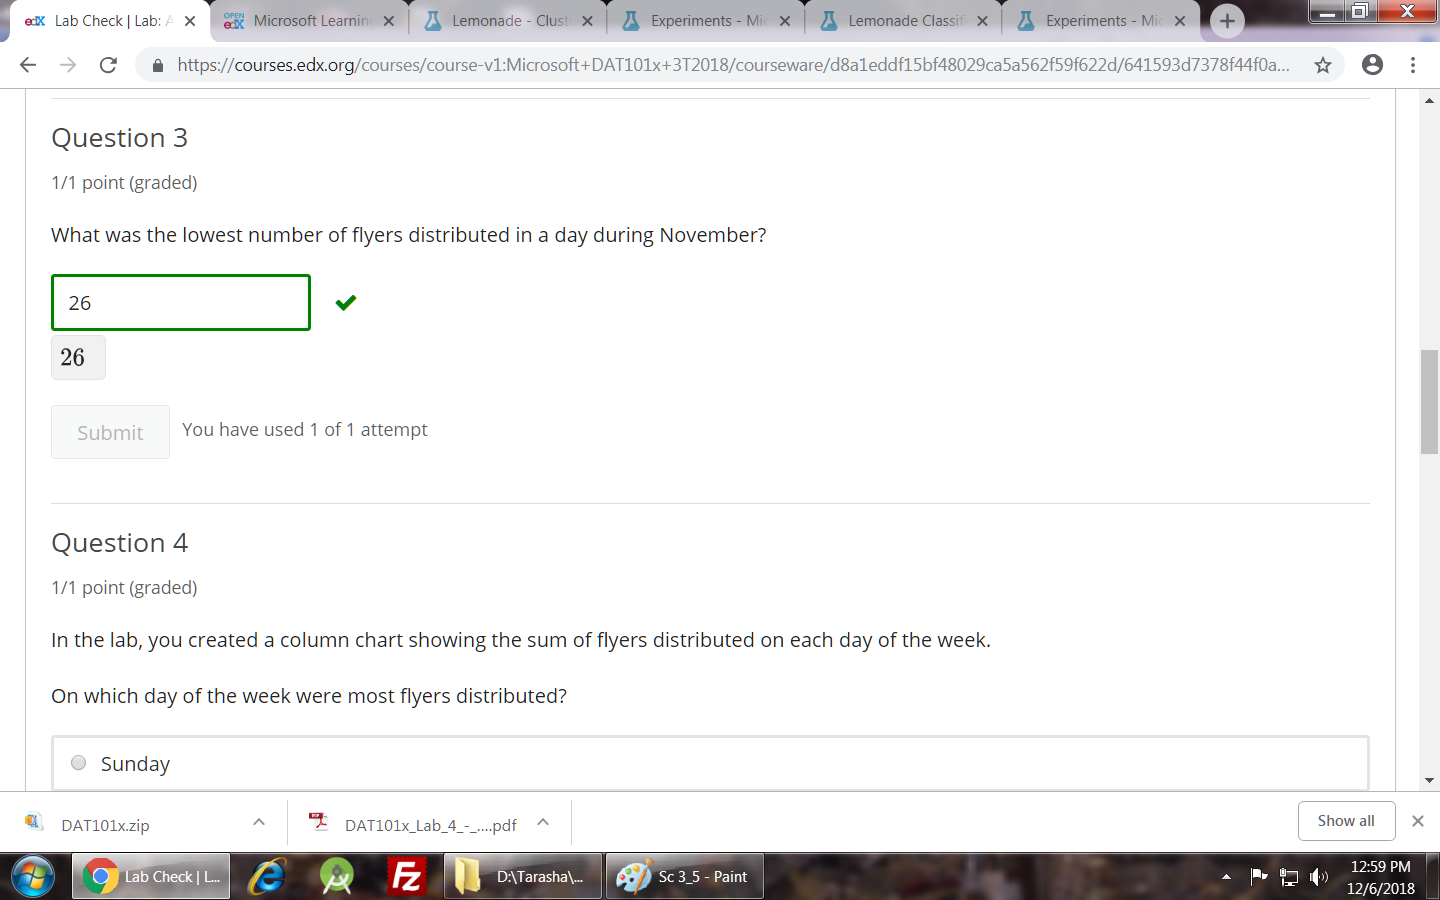 edX Lab Check | Lab: A
OPEN edX Microsoft Learnin
Lemonade - Clust
Experiments - Mic
Lemonade Classif
Experiments - Mic
https://courses.edx.org/courses/course-v1:Microsoft+DAT101x+3T2018/courseware/d8a1eddf15bf48029ca5a562f59f622d/641593d7378f44f0a...
Question 3
1/1 point (graded)
What was the lowest number of flyers distributed in a day during November?
26
26
Submit You have used 1 of 1 attempt
Question 4
1/1 point (graded)
In the lab, you created a column chart showing the sum of flyers distributed on each day of the week.
On which day of the week were most flyers distributed?
Sunday
DAT101x.zip
DAT101x_Lab_4_-_....pdf
Show all
Lab Check | L...
Fz
D:\Tarasha\...
Sc 3_5 - Paint
12:59 PM
12/6/2018